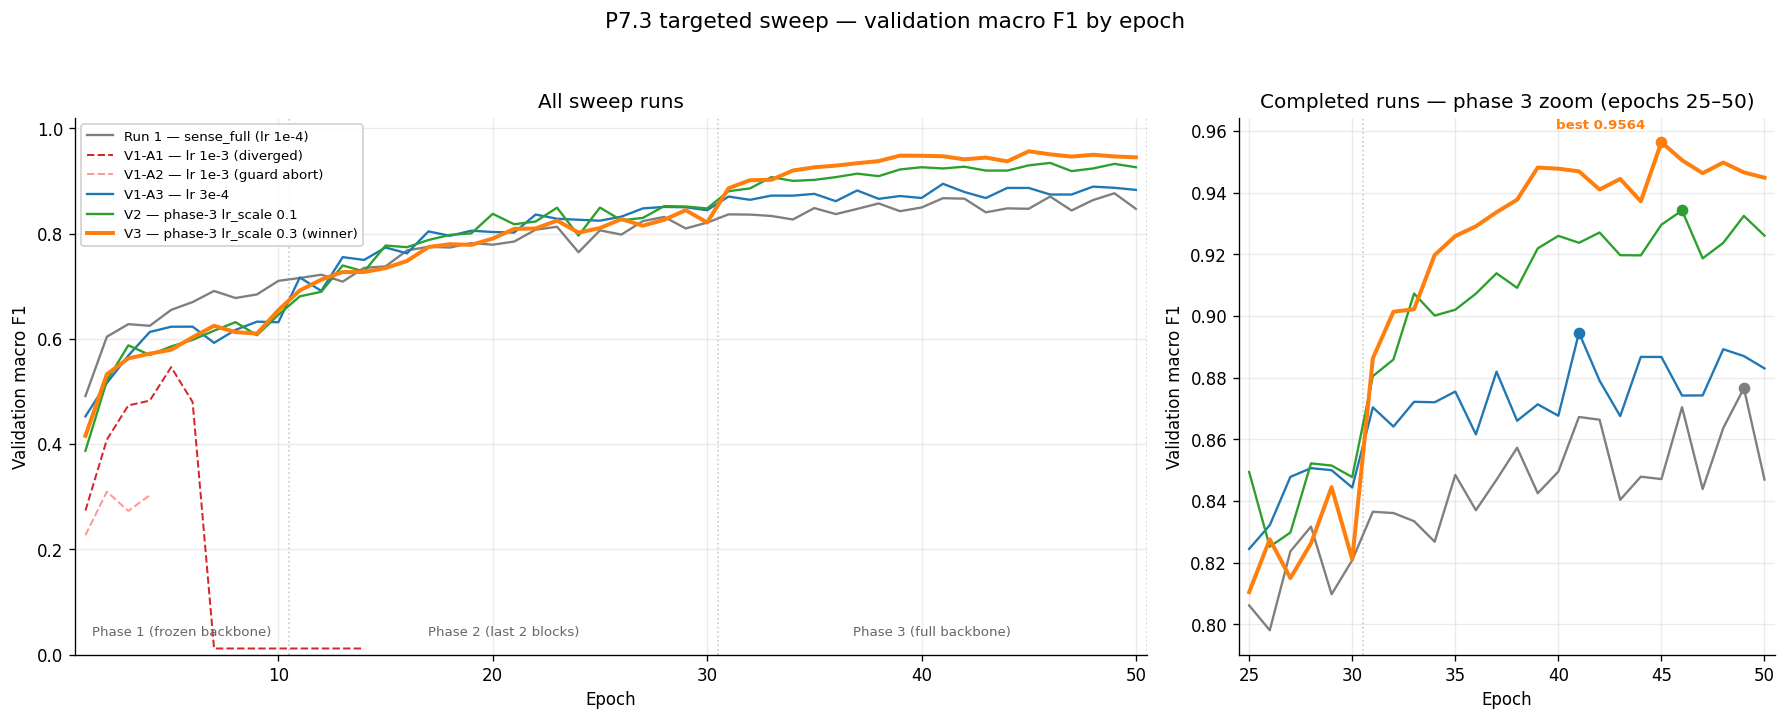 P7.3 targeted sweep — validation macro F1 by epoch
All sweep runs
Validation macro F1
1.0
0.8
0.6
0.4
0.2
0.0
Run 1 — sense_full (lr 1e-4)
V1-A1 — lr 1e-3 (diverged)
V1-A2 — lr 1e-3 (guard abort)
V1-A3 — lr 3e-4
V2 — phase-3 lr_scale 0.1
V3 — phase-3 lr_scale 0.3 (winner)
Phase 1 (frozen backbone)
Phase 2 (last 2 blocks)
Phase 3 (full backbone)
10
20
30
40
50
Epoch
Completed runs — phase 3 zoom (epochs 25–50)
Validation macro F1
0.96
0.94
0.92
0.90
0.88
0.86
0.84
0.82
0.80
best 0.9564
25
30
35
40
45
50
Epoch